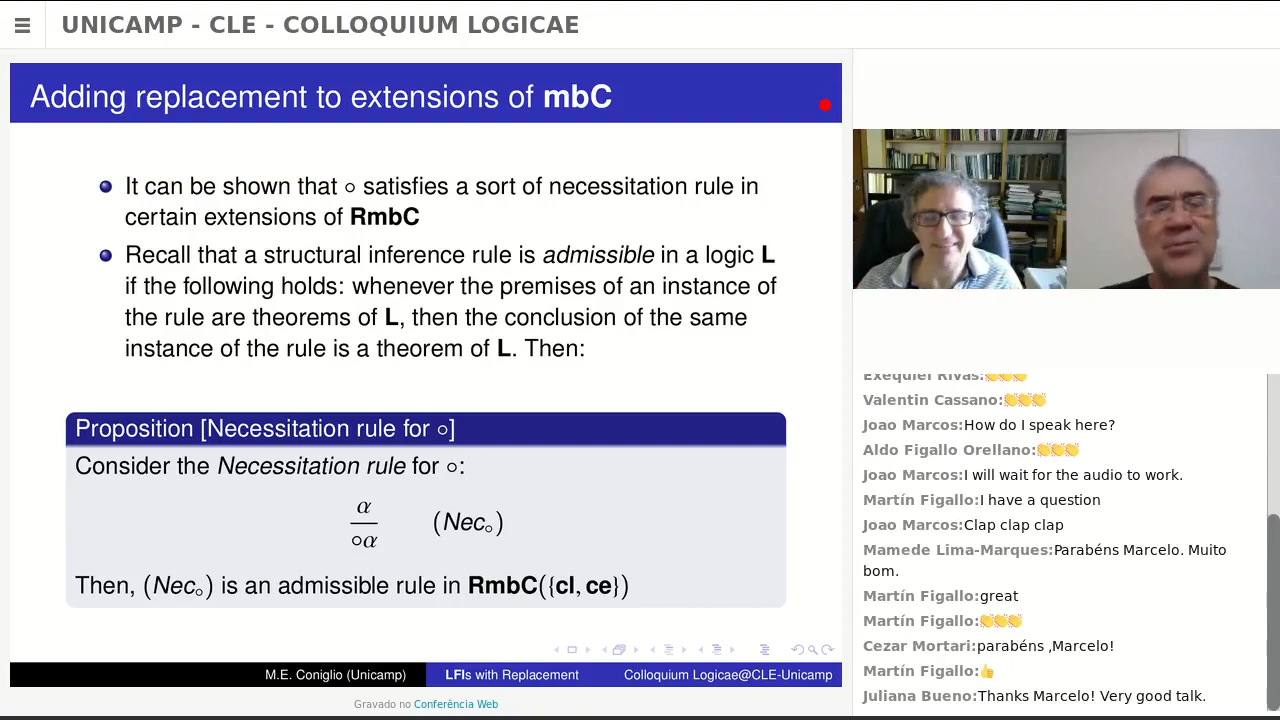 UNICAMP - CLE - COLLOQUIUM LOGICAE
Adding replacement to extensions of mbC
It can be shown that ∘ satisfies a sort of necessitation rule in
certain extensions of RmbC
Recall that a structural inference rule is admissible in a logic L
if the following holds: whenever the premises of an instance of
the rule are theorems of L, then the conclusion of the same
instance of the rule is a theorem of L. Then:
Proposition [Necessitation rule for ∘]
Consider the Necessitation rule for ∘:
α
∘α
(Nec∘)
Then, (Nec∘) is an admissible rule in RmbC({cl, ce})
M.E. Coniglio (Unicamp)
LFIs with Replacement
Colloquium Logicae@CLE-Unicamp
Gravado no Conferência Web
Exequiel Rivas:👏👏👏
Valentin Cassano:👏👏👏
Joao Marcos:How do I speak here?
Aldo Figallo Orellano:👏👏👏
Joao Marcos:I will wait for the audio to work.
Martín Figallo:I have a question
Joao Marcos:Clap clap clap
Mamede Lima-Marques:Parabéns Marcelo. Muito
bom.
Martín Figallo:great
Martín Figallo:👏👏👏
Cezar Mortari:parabéns ,Marcelo!
Martín Figallo:👍
Juliana Bueno:Thanks Marcelo! Very good talk.